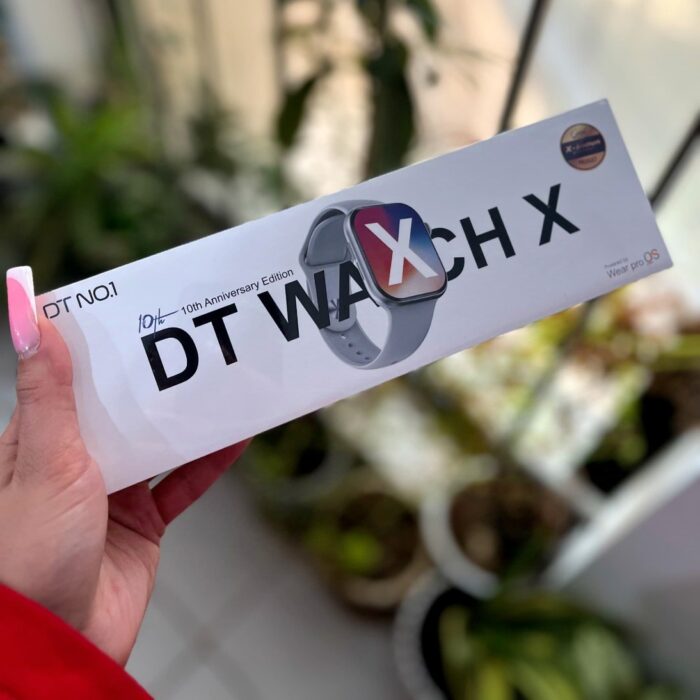 DT NO.1
10th 10th Anniversary Edition
DT WATCH X
X
Powered by
Wear pro OS